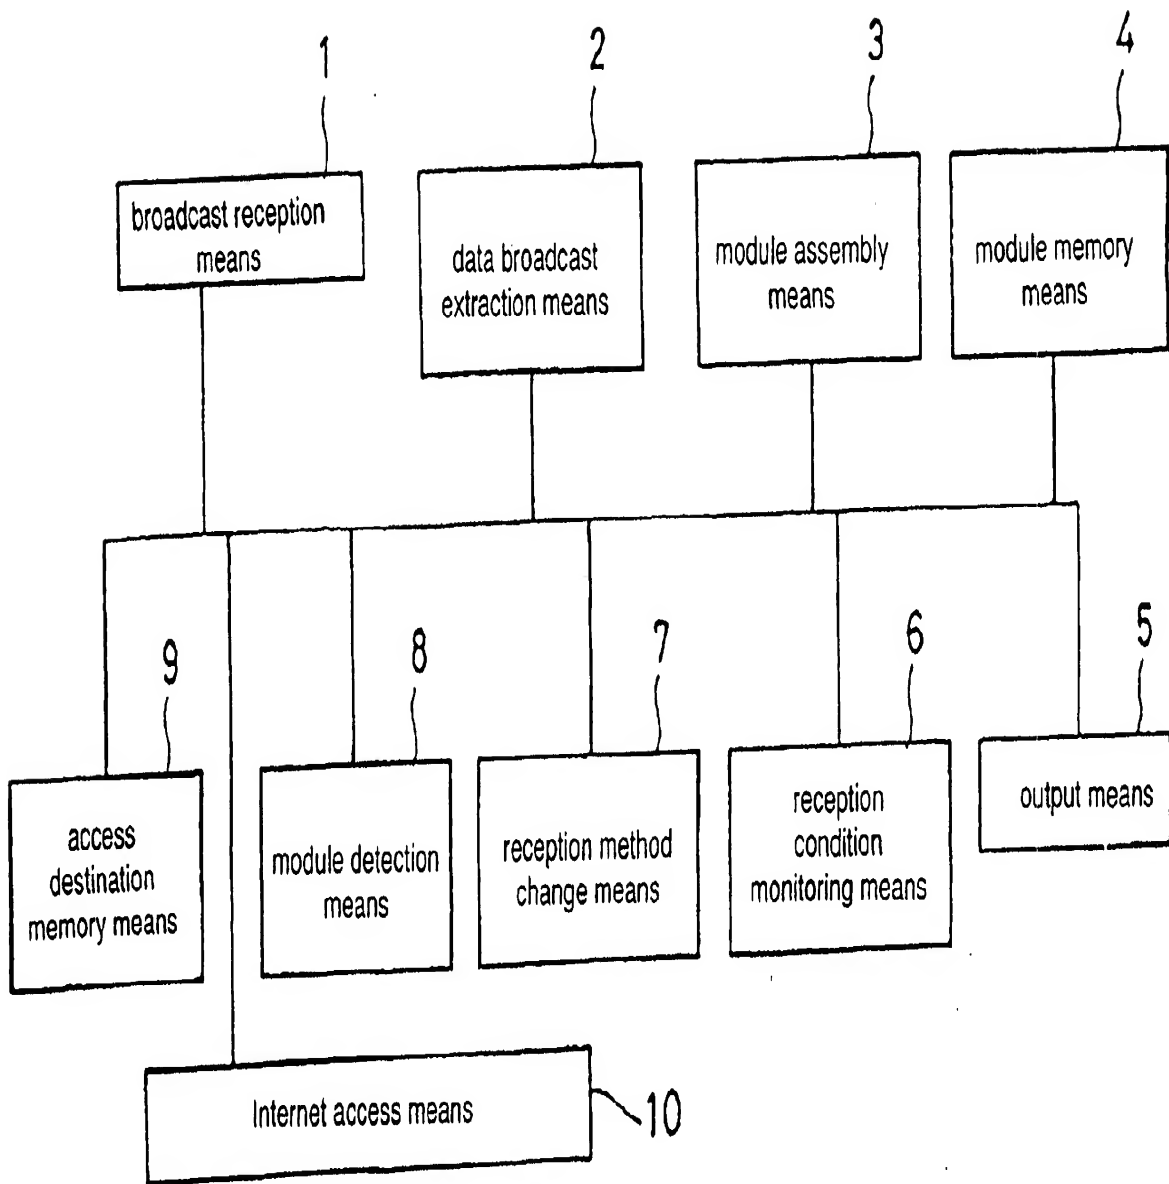 1
2
3
4
broadcast reception
means
data broadcast
extraction means
module assembly
means
module memory
means
9
8
7
6
5
access
destination
memory means
module detection
means
reception method
change means
reception
condition
monitoring means
output means
Internet access means
10